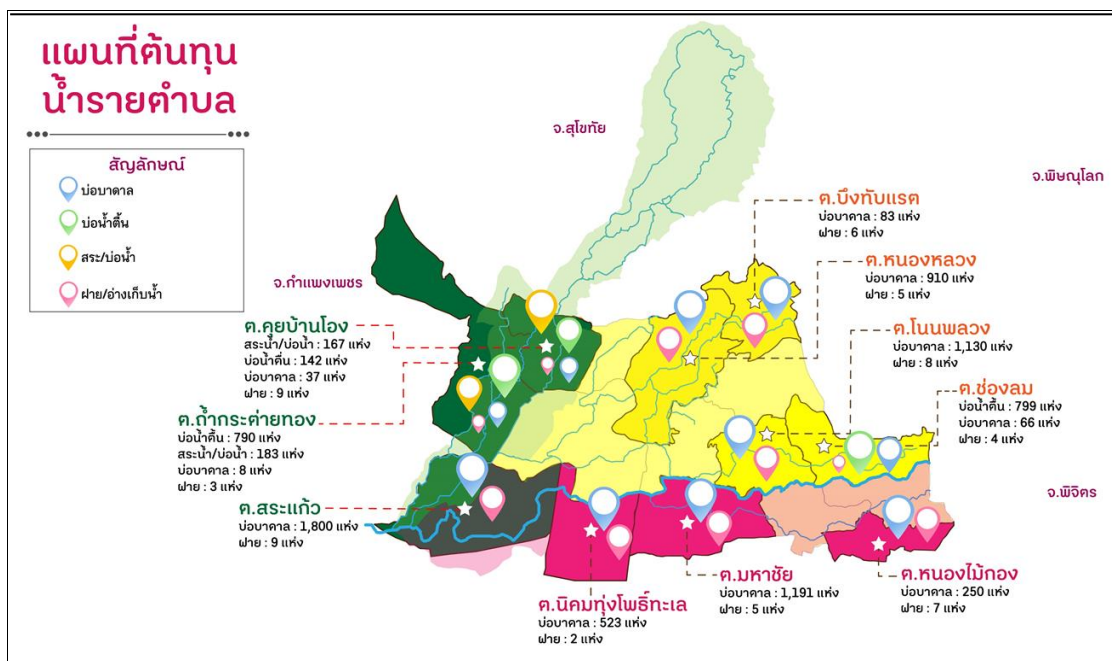 แผนที่ต้นทุน
น้ำรายตำบล
สัญลักษณ์
บ่อบาดาล
บ่อน้ำตื้น
สระ/บ่อน้ำ
ฝาย/อ่างเก็บน้ำ
จ.สุโขทัย
จ.พิษณุโลก
จ.กำแพงเพชร
จ.พิจิตร
ต.บึงทับแรต
บ่อบาดาล : 83 แห่ง
ฝาย : 6 แห่ง
ต.หนองหลวง
บ่อบาดาล : 910 แห่ง
ฝาย : 5 แห่ง
ต.โนนพลวง
บ่อบาดาล : 1,130 แห่ง
ฝาย : 8 แห่ง
ต.ช่องลม
บ่อน้ำตื้น : 799 แห่ง
บ่อบาดาล : 66 แห่ง
ฝาย : 4 แห่ง
ต.คุยบ้านโอง
สระน้ำ/บ่อน้ำ : 167 แห่ง
บ่อน้ำตื้น : 142 แห่ง
บ่อบาดาล : 37 แห่ง
ฝาย : 9 แห่ง
ต.ถ้ำกระต่ายทอง
บ่อน้ำตื้น : 790 แห่ง
สระน้ำ/บ่อน้ำ : 183 แห่ง
บ่อบาดาล : 8 แห่ง
ฝาย : 3 แห่ง
ต.สระแก้ว
บ่อบาดาล : 1,800 แห่ง
ฝาย : 9 แห่ง
ต.นิคมทุ่งโพธิ์ทะเล
บ่อบาดาล : 523 แห่ง
ฝาย : 2 แห่ง
ต.มหาชัย
บ่อบาดาล : 1,191 แห่ง
ฝาย : 5 แห่ง
ต.หนองไม้กอง
บ่อบาดาล : 250 แห่ง
ฝาย : 7 แห่ง